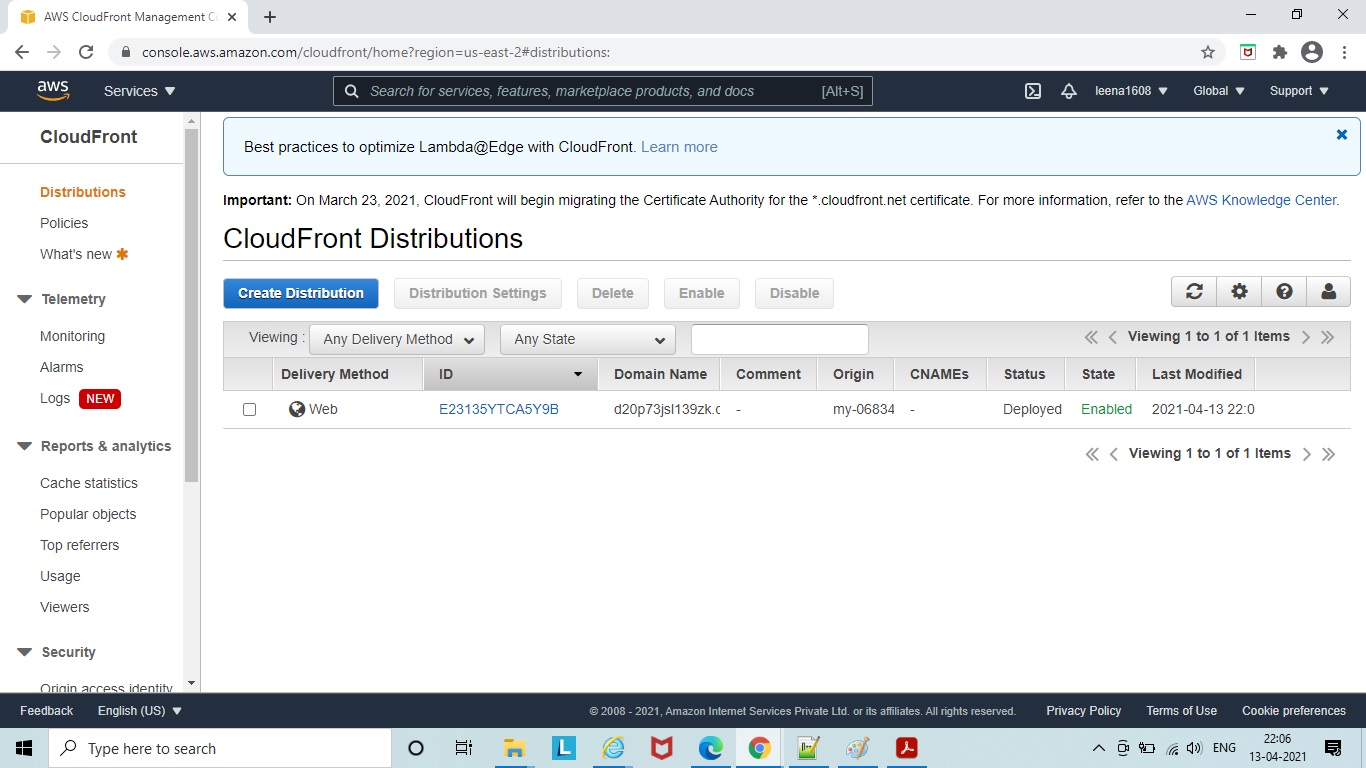 AWS CloudFront Management Co
console.aws.amazon.com/cloudfront/home?region=us-east-2#distributions:
aws Services Search for services, features, marketplace products, and docs [Alt+S] leena1608 Global Support
CloudFront
Distributions
Policies
What's new
Telemetry
Monitoring
Alarms
Logs NEW
Reports & analytics
Cache statistics
Popular objects
Top referrers
Usage
Viewers
Security
Origin access identity
Best practices to optimize Lambda@Edge with CloudFront. Learn more
Important: On March 23, 2021, CloudFront will begin migrating the Certificate Authority for the *.cloudfront.net certificate. For more information, refer to the AWS Knowledge Center.
CloudFront Distributions
Create Distribution Distribution Settings Delete Enable Disable
Viewing : Any Delivery Method Any State Viewing 1 to 1 of 1 Items
Delivery Method ID Domain Name Comment Origin CNAMEs Status State Last Modified
Web E23135YTCA5Y9B d20p73jsl139zk.c - my-06834 - Deployed Enabled 2021-04-13 22:0
Viewing 1 to 1 of 1 Items
Feedback English (US) © 2008 - 2021, Amazon Internet Services Private Ltd. or its affiliates. All rights reserved. Privacy Policy Terms of Use Cookie preferences
Type here to search L ENG 22:06
13-04-2021